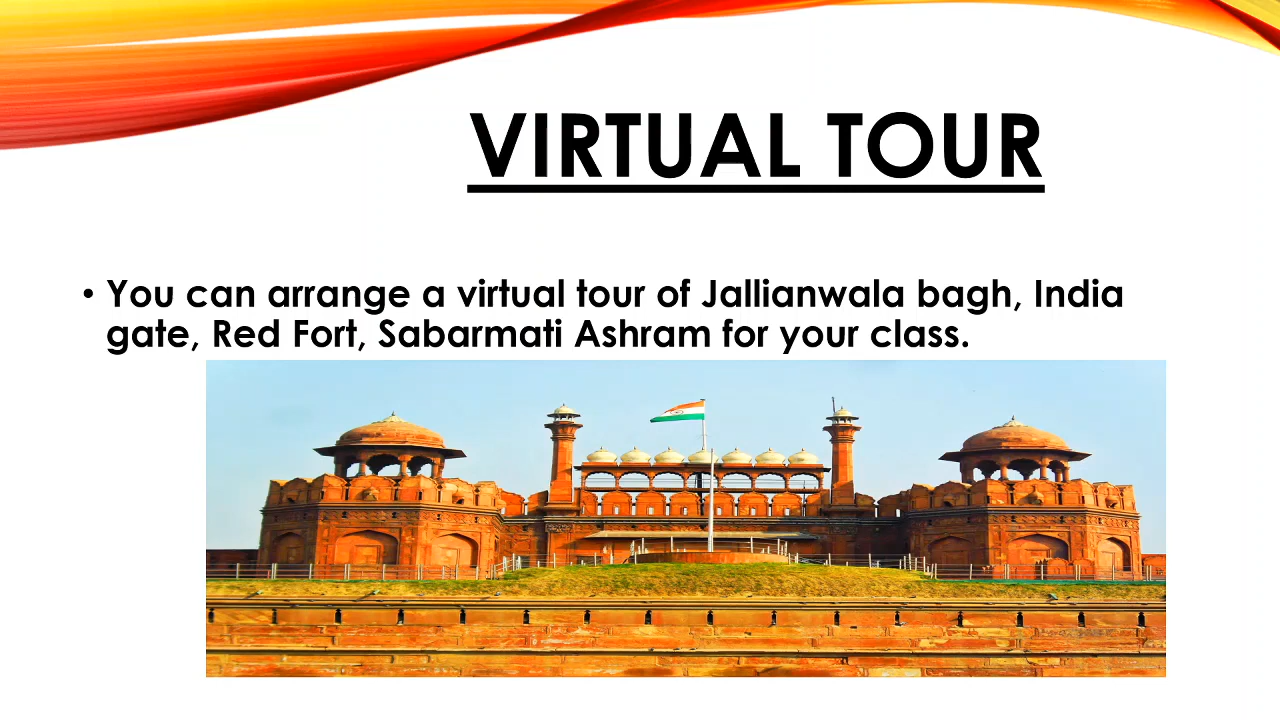 VIRTUAL TOUR
• You can arrange a virtual tour of Jallianwala bagh, India
gate, Red Fort, Sabarmati Ashram for your class.